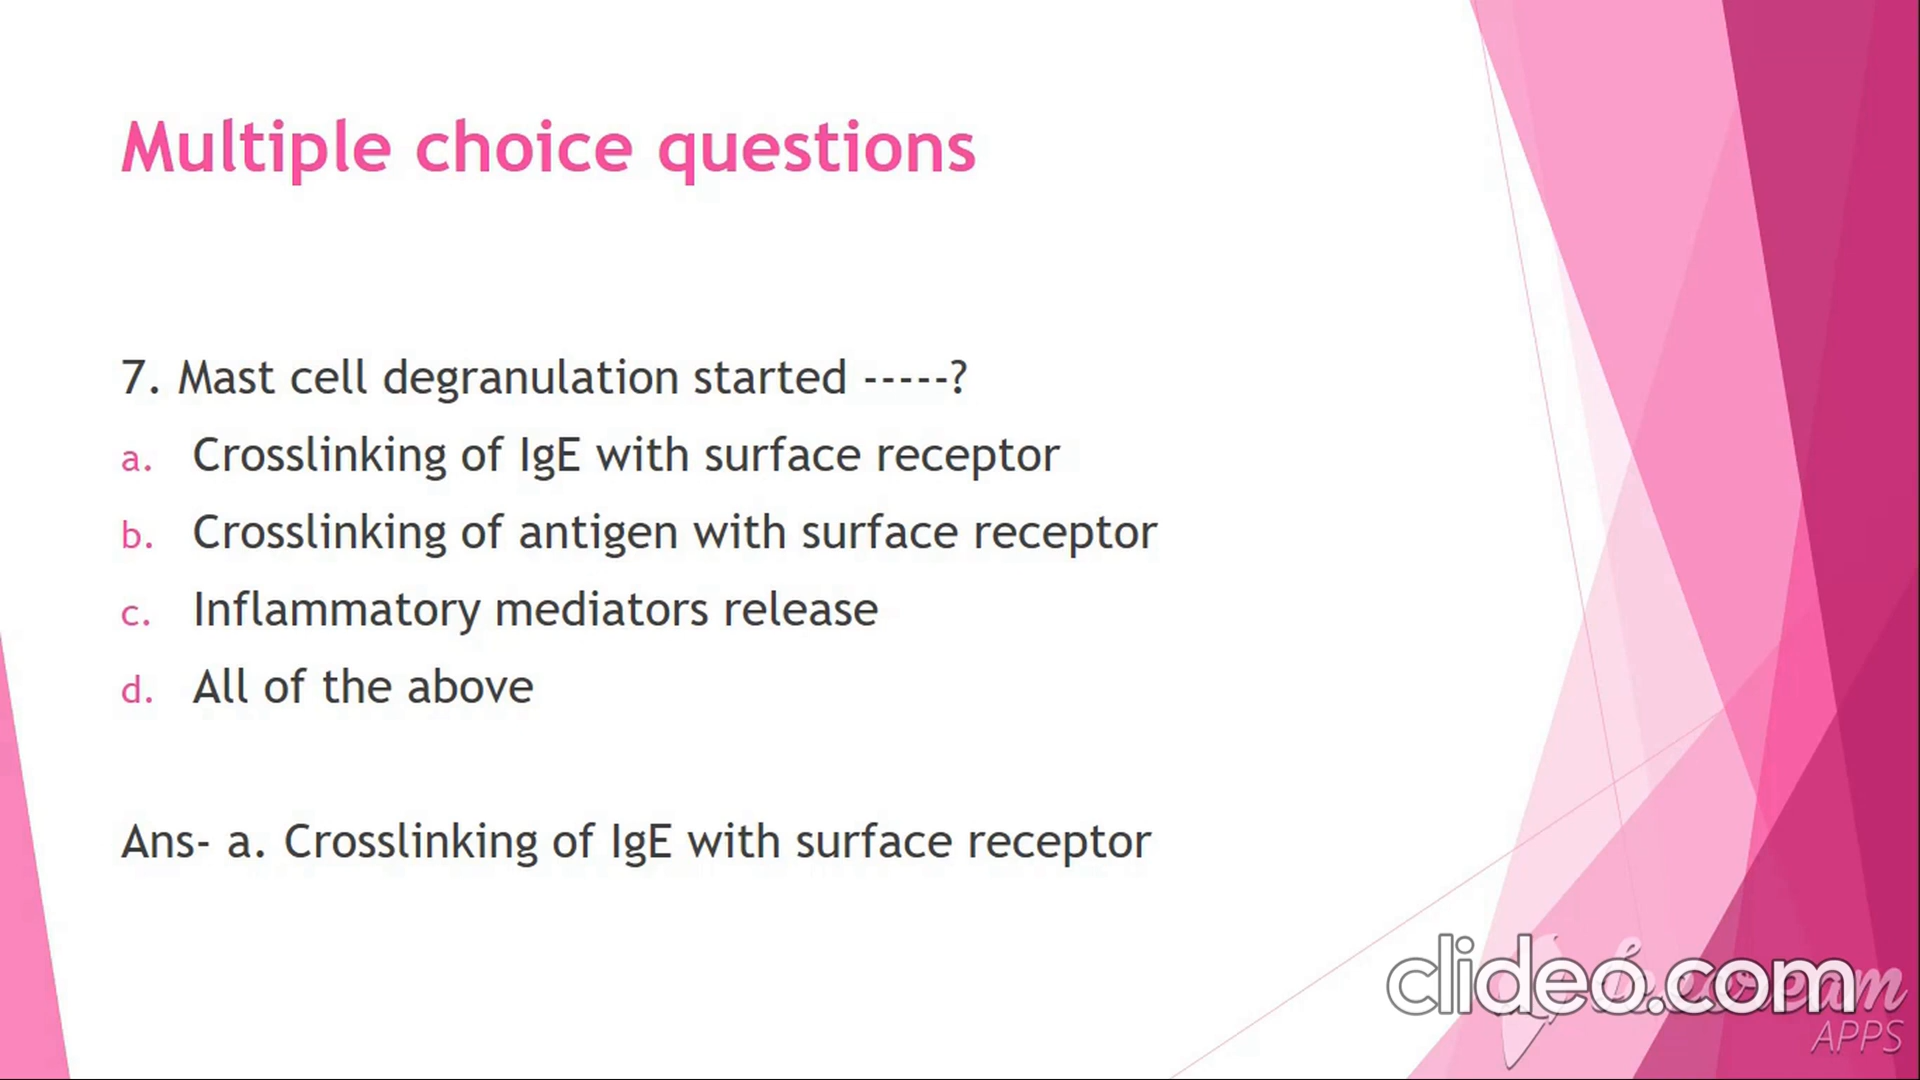 Multiple choice questions
7. Mast cell degranulation started -----?
a. Crosslinking of IgE with surface receptor
b. Crosslinking of antigen with surface receptor
c. Inflammatory mediators release
d. All of the above
Ans- a. Crosslinking of IgE with surface receptor
clideo.com
APPS